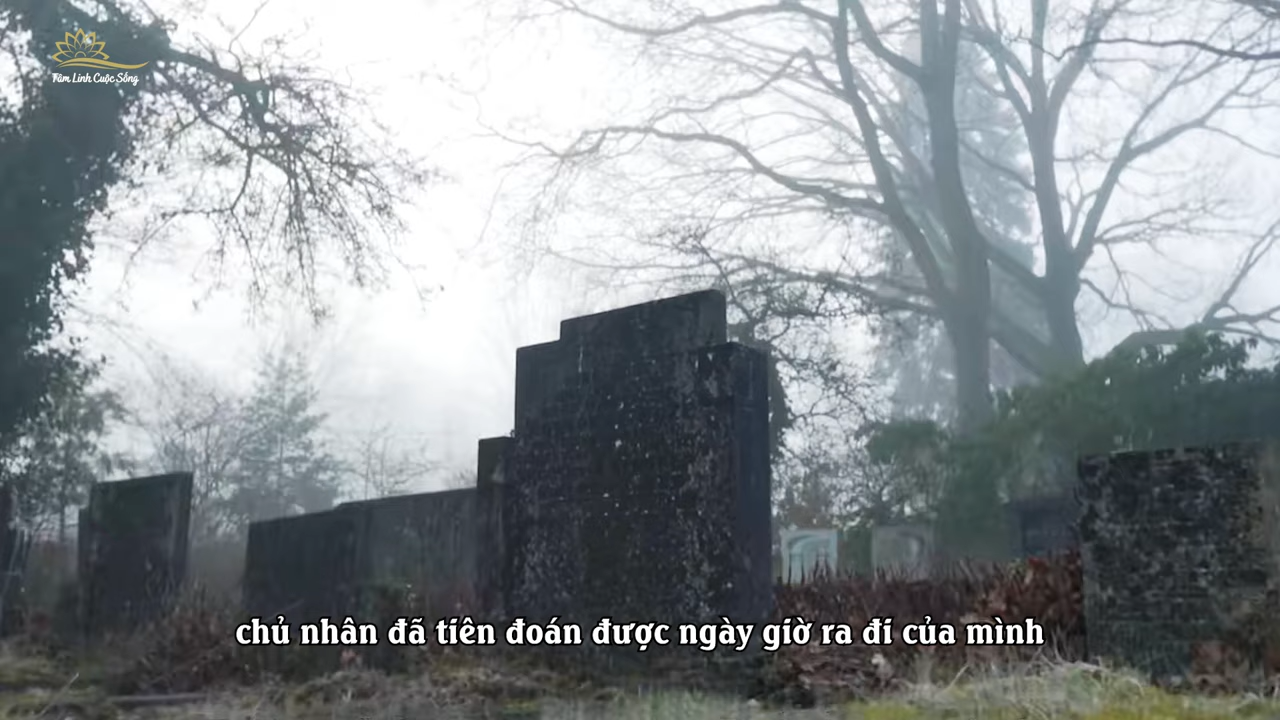 Tâm Linh Cuộc Sống
chủ nhân đã tiên đoán được ngày giờ ra đi của mình